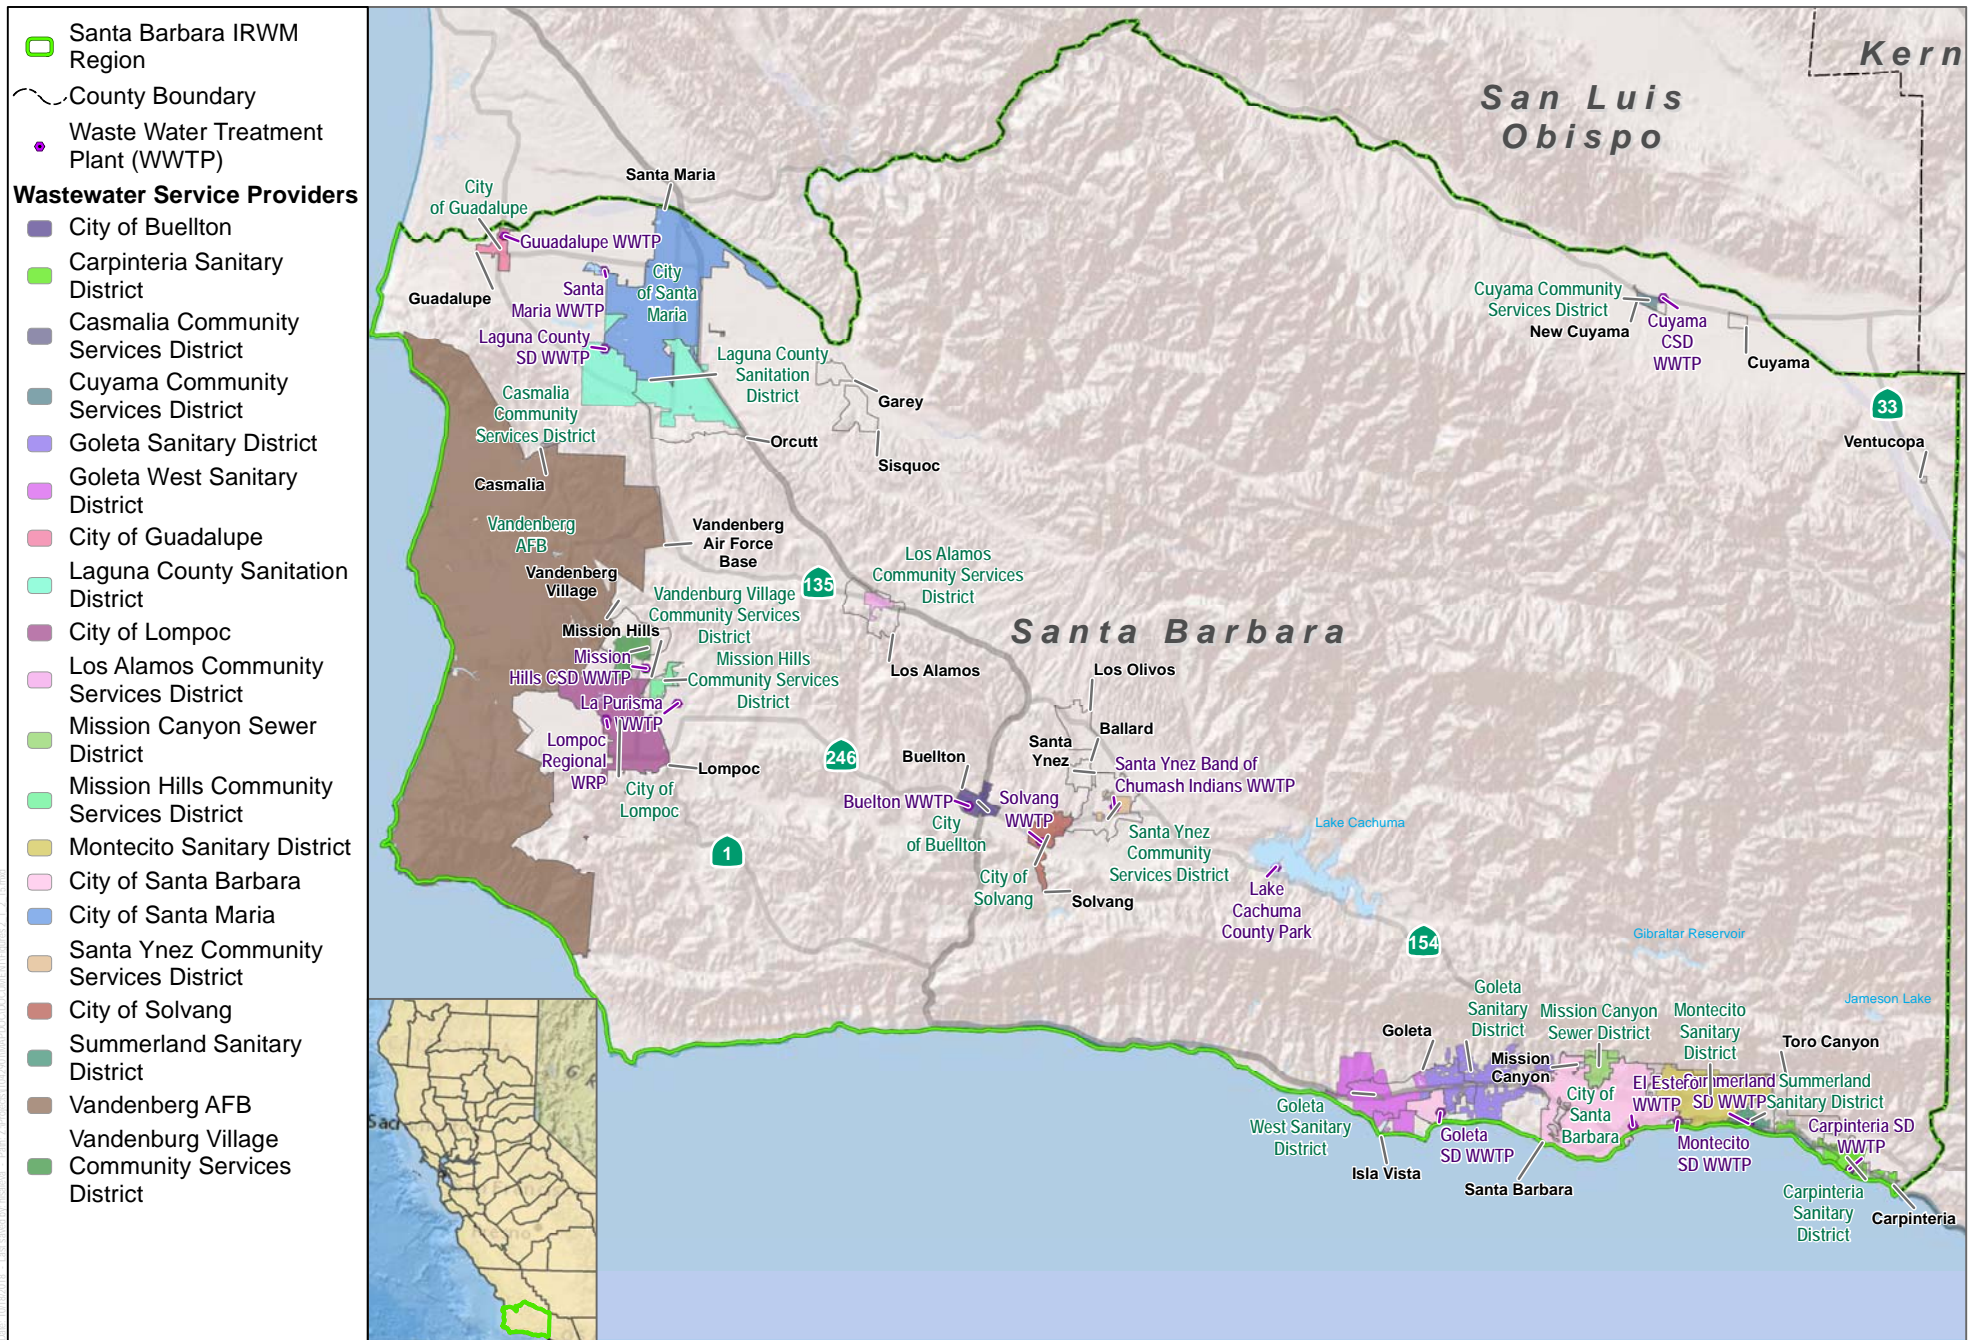 Santa Barbara IRWM
Region
County Boundary
Waste Water Treatment
Plant (WWTP)
Wastewater Service Providers
City of Buellton
Carpinteria Sanitary
District
Casmalia Community
Services District
Cuyama Community
Services District
Goleta Sanitary District
Goleta West Sanitary
District
City of Guadalupe
Laguna County Sanitation
District
City of Lompoc
Los Alamos Community
Services District
Mission Canyon Sewer
District
Mission Hills Community
Services District
Montecito Sanitary District
City of Santa Barbara
City of Santa Maria
Santa Ynez Community
Services District
City of Solvang
Summerland Sanitary
District
Vandenberg AFB
Vandenburg Village
Community Services
District
Kern
San Luis
Obispo
Santa Barbara
Santa Maria
City
of Guadalupe
Guuadalupe WWTP
Guadalupe
Santa
Maria WWTP
City
of Santa
Maria
Laguna County
SD WWTP
Laguna County
Sanitation
District
Casmalia
Community
Services District
Garey
Orcutt
Sisquoc
Casmalia
Cuyama Community
Services District
New Cuyama
Cuyama
CSD
WWTP
Cuyama
33
Ventucopa
Vandenberg
AFB
Vandenberg
Air Force
Base
Vandenberg
Village
135
Los Alamos
Community Services
District
Vandenburg Village
Community Services
District
Mission Hills
Mission
Hills CSD WWTP
Mission Hills
Community Services
District
La Purisma
WWTP
Los Alamos
Los Olivos
Lompoc
Regional
WRP
Lompoc
City of
Lompoc
246
Ballard
Santa
Ynez
Buellton
Santa Ynez Band of
Chumash Indians WWTP
Buelton WWTP
Solvang
WWTP
City
of Buellton
Santa Ynez
Community
Services District
Lake Cachuma
1
City of
Solvang
Solvang
Lake
Cachuma
County Park
154
Gibraltar Reservoir
Jameson Lake
Goleta
Sanitary
District
Goleta
Mission Canyon
Sewer District
Montecito
Sanitary
District
Toro Canyon
Mission
Canyon
City of
Santa
Barbara
El Estero
WWTP
Summerland
SD WWTP
Summerland
Sanitary District
Goleta
West Sanitary
District
Goleta
SD WWTP
Montecito
SD WWTP
Carpinteria SD
WWTP
Isla Vista
Santa Barbara
Carpinteria
Sanitary
District
Carpinteria